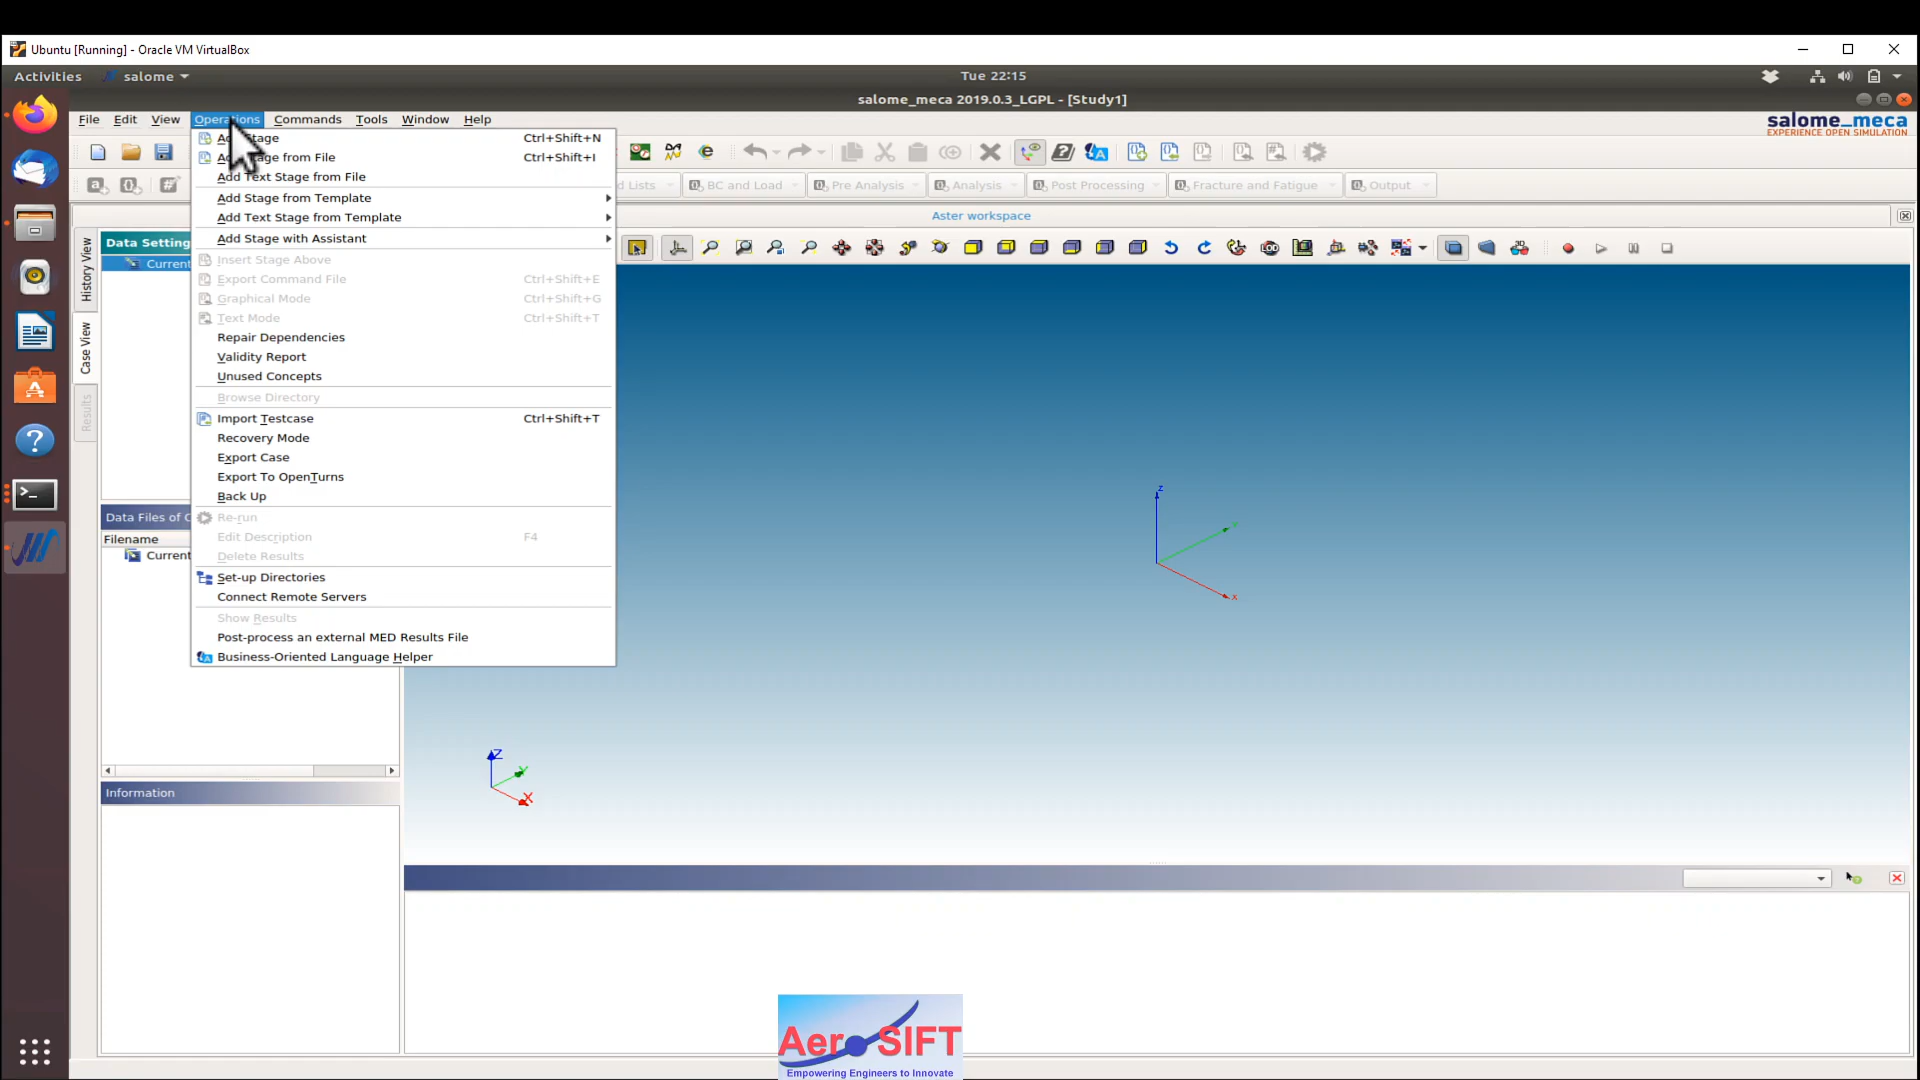 Ubuntu [Running] - Oracle VM VirtualBox
Activities salome Tue 22:15
salome_meca 2019.0.3_LGPL - [Study1]
File Edit View Operations Commands Tools Window Help
salome_meca
EXPERIENCE OPEN SIMULATION
Lists BC and Load Pre Analysis Analysis Post Processing Fracture and Fatigue Output
Aster workspace
History View
Case View
Results
Data Setting
Current
Stage Ctrl+Shift+N
from File Ctrl+Shift+I
Add Text Stage from File
Add Stage from Template
Add Text Stage from Template
Add Stage with Assistant
Insert Stage Above
Export Command File Ctrl+Shift+E
Graphical Mode Ctrl+Shift+G
Text Mode Ctrl+Shift+T
Repair Dependencies
Validity Report
Unused Concepts
Browse Directory
Import Testcase Ctrl+Shift+T
Recovery Mode
Export Case
Export To OpenTurns
Back Up
Re-run
Edit Description F4
Delete Results
Set-up Directories
Connect Remote Servers
Show Results
Post-process an external MED Results File
Business-Oriented Language Helper
Data Files of C
Filename
Current
Information
z
x
Z
Y
X
AeroSIFT
Empowering Engineers to Innovate